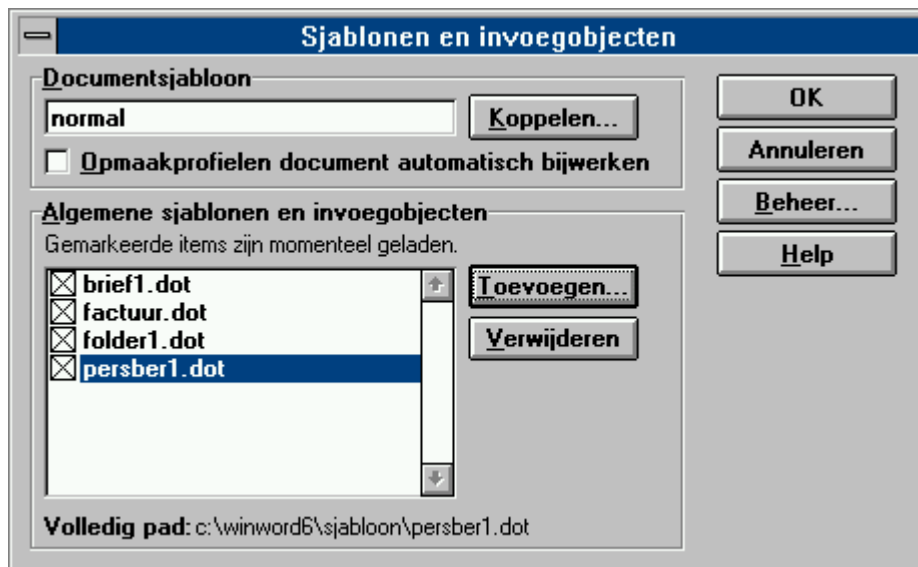 Sjablonen en invoegobjecten
Documentsjabloon
normal
Koppelen...
Opmaakprofielen document automatisch bijwerken
OK
Annuleren
Beheer...
Help
Algemene sjablonen en invoegobjecten
Gemarkeerde items zijn momenteel geladen.
brief1.dot
factuur.dot
folder1.dot
persber1.dot
Toevoegen...
Verwijderen
Volledig pad: c:\winword6\sjabloon\persber1.dot